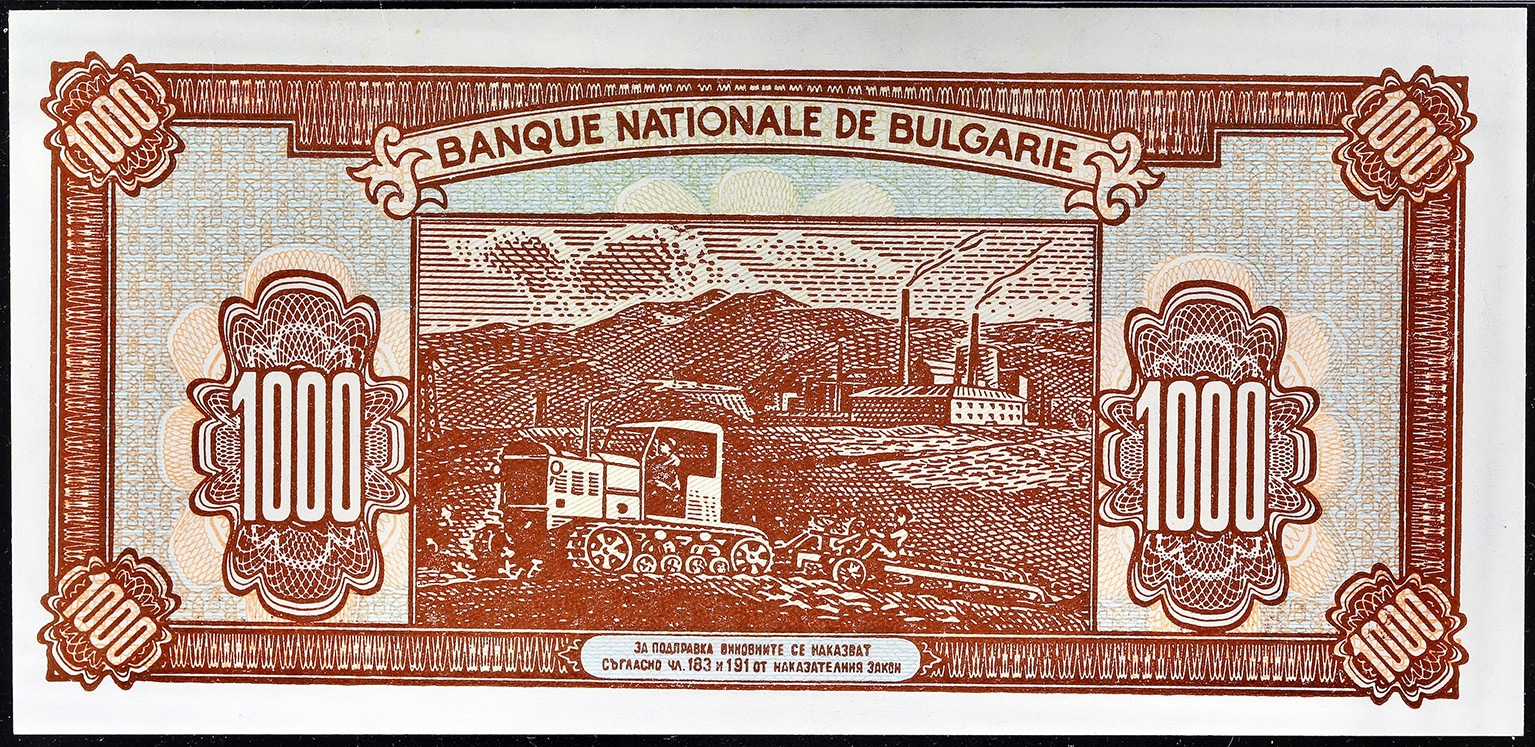 1000
1000
BANQUE NATIONALE DE BULGARIE
1000
1000
1000
1000
ЗА ПОДПРАВКА ВИНОВНИТЕ СЕ НАКАЗВАТ
СЪГЛАСНО ЧЛ. 183 И 191 ОТ НАКАЗАТЕЛНИЯ ЗАКОН